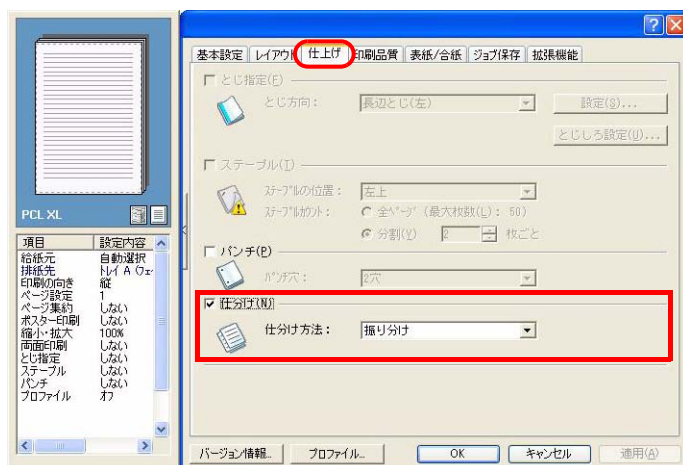 PCL XL
項目 設定内容
給紙元 自動選択
排紙先 トレイ A (フェ
印刷の向き 縦
ページ設定 1
ページ集約 しない
ポスター印刷 しない
縮小・拡大 100%
両面印刷 しない
とじ指定 しない
ステープル しない
パンチ しない
プロファイル オフ
基本設定 レイアウト 仕上げ 印刷品質 表紙/合紙 ジョブ保存 拡張機能
とじ指定(F)
とじ方向： 長辺とじ(左) 設定(S)...
とじしろ設定(U)...
ステープル(T)
ステープルの位置： 左上
ステープルカウント： 全ページ (最大枚数(L)： 50)
分割(Y) 2 枚ごと
パンチ(P)
パンチ穴： 2穴
仕分け(N)
仕分け方法： 振り分け
バージョン情報... プロファイル... OK キャンセル 適用(A)